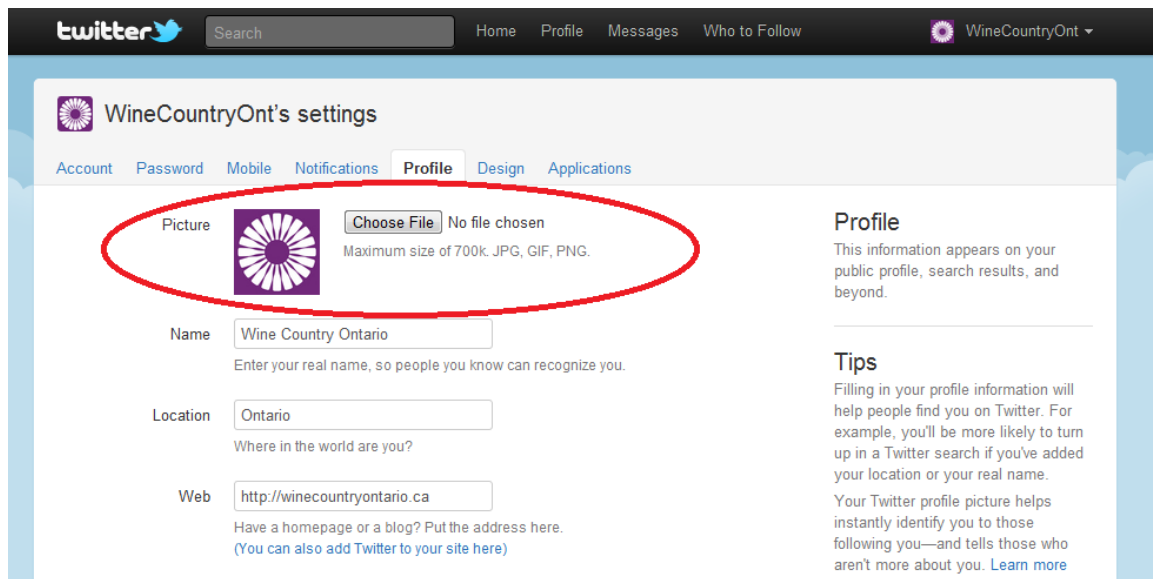 twitter Search Home Profile Messages Who to Follow WineCountryOnt
WineCountryOnt's settings
Account Password Mobile Notifications Profile Design Applications
Picture
Choose File No file chosen
Maximum size of 700k. JPG, GIF, PNG.
Name
Wine Country Ontario
Enter your real name, so people you know can recognize you.
Location
Ontario
Where in the world are you?
Web
http://winecountryontario.ca
Have a homepage or a blog? Put the address here.
(You can also add Twitter to your site here)
Profile
This information appears on your
public profile, search results, and
beyond.
Tips
Filling in your profile information will
help people find you on Twitter. For
example, you'll be more likely to turn
up in a Twitter search if you've added
your location or your real name.
Your Twitter profile picture helps
instantly identify you to those
following you—and tells those who
aren't more about you. Learn more